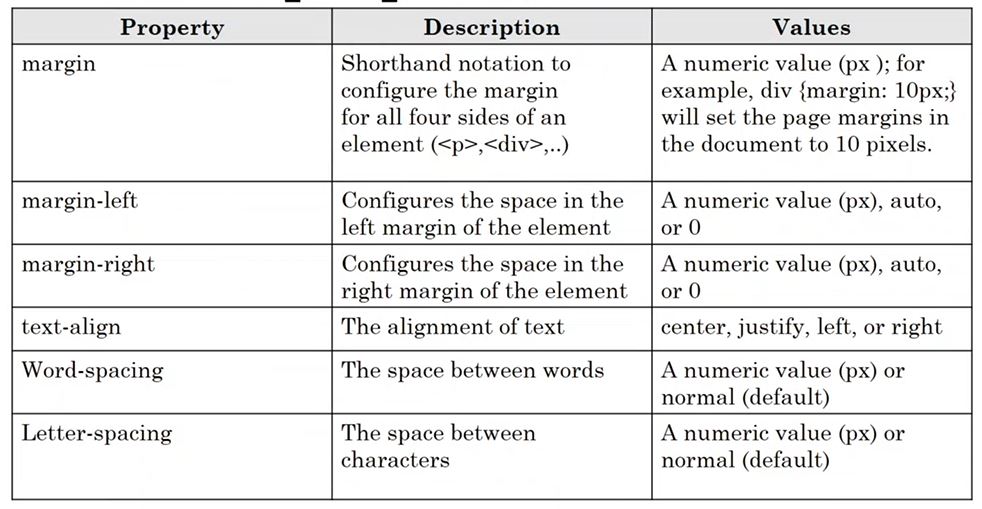 Property Description Values
margin Shorthand notation to A numeric value (px ); for
configure the margin example, div {margin: 10px;}
for all four sides of an will set the page margins in
element (<p>,<div>,..) the document to 10 pixels.
margin-left Configures the space in the A numeric value (px), auto,
left margin of the element or 0
margin-right Configures the space in the A numeric value (px), auto,
right margin of the element or 0
text-align The alignment of text center, justify, left, or right
Word-spacing The space between words A numeric value (px) or
normal (default)
Letter-spacing The space between A numeric value (px) or
characters normal (default)